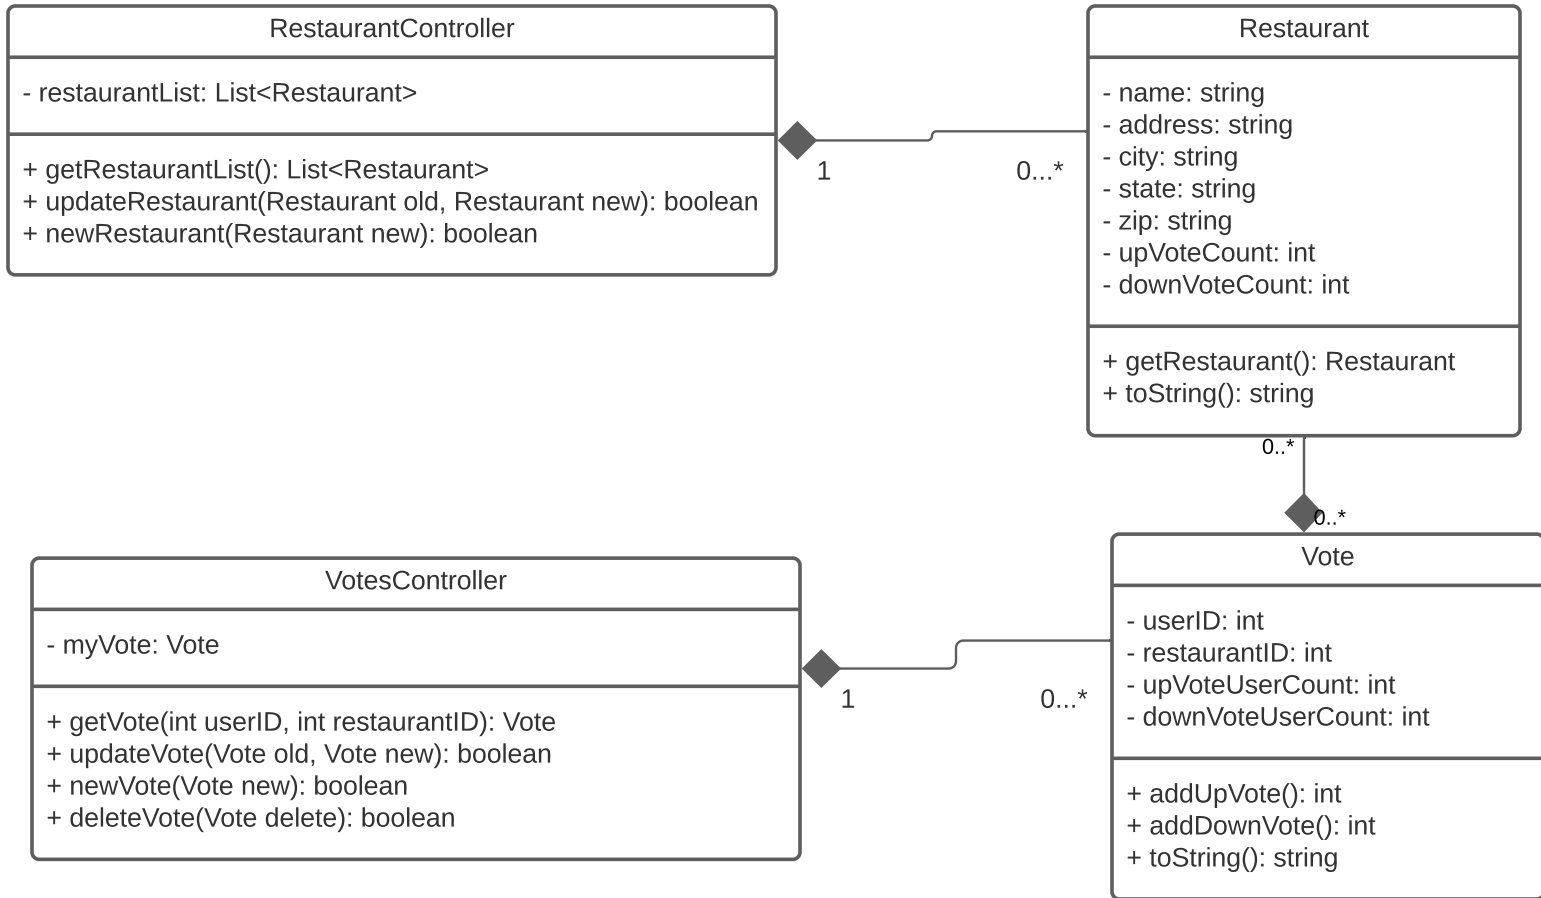 RestaurantController
- restaurantList: List<Restaurant>
+ getRestaurantList(): List<Restaurant>
+ updateRestaurant(Restaurant old, Restaurant new): boolean
+ newRestaurant(Restaurant new): boolean
1
0...*
Restaurant
- name: string
- address: string
- city: string
- state: string
- zip: string
- upVoteCount: int
- downVoteCount: int
+ getRestaurant(): Restaurant
+ toString(): string
0..*
0..*
VotesController
- myVote: Vote
+ getVote(int userID, int restaurantID): Vote
+ updateVote(Vote old, Vote new): boolean
+ newVote(Vote new): boolean
+ deleteVote(Vote delete): boolean
1
0...*
Vote
- userID: int
- restaurantID: int
- upVoteUserCount: int
- downVoteUserCount: int
+ addUpVote(): int
+ addDownVote(): int
+ toString(): string